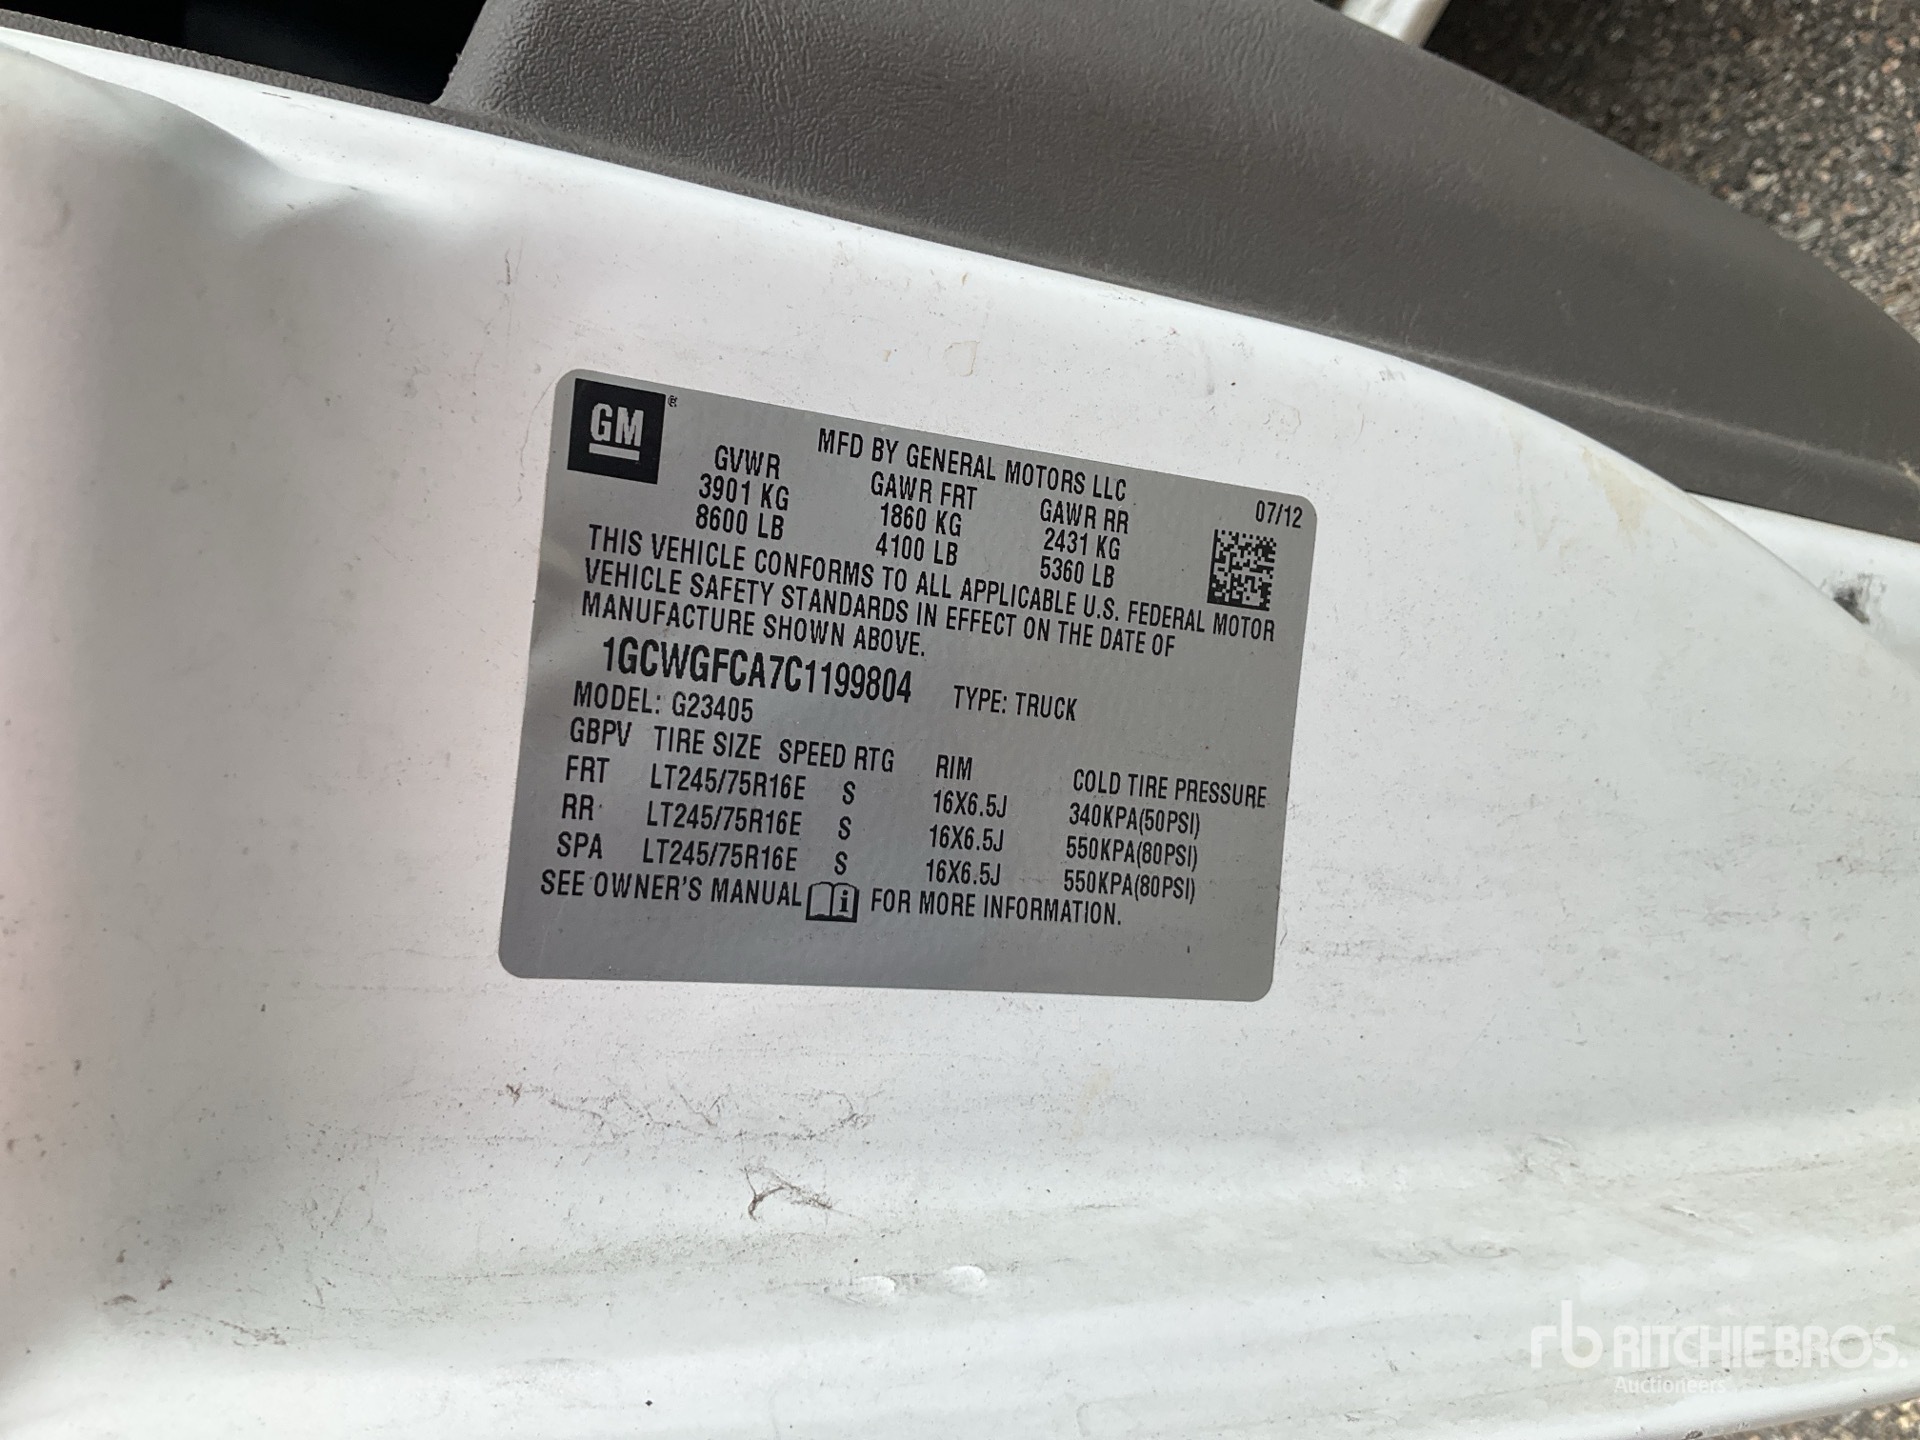 GM ®
MFD BY GENERAL MOTORS LLC
GVWR GAWR FRT GAWR RR 07/12
3901 KG 1860 KG 2431 KG
8600 LB 4100 LB 5360 LB
THIS VEHICLE CONFORMS TO ALL APPLICABLE U.S. FEDERAL MOTOR
VEHICLE SAFETY STANDARDS IN EFFECT ON THE DATE OF
MANUFACTURE SHOWN ABOVE.
1GCWGFCA7C1199804 TYPE: TRUCK
MODEL: G23405
GBPV TIRE SIZE SPEED RTG RIM COLD TIRE PRESSURE
FRT LT245/75R16E S 16X6.5J 340KPA(50PSI)
RR LT245/75R16E S 16X6.5J 550KPA(80PSI)
SPA LT245/75R16E S 16X6.5J 550KPA(80PSI)
SEE OWNER'S MANUAL i FOR MORE INFORMATION.
rb RITCHIE BROS.
Auctioneers